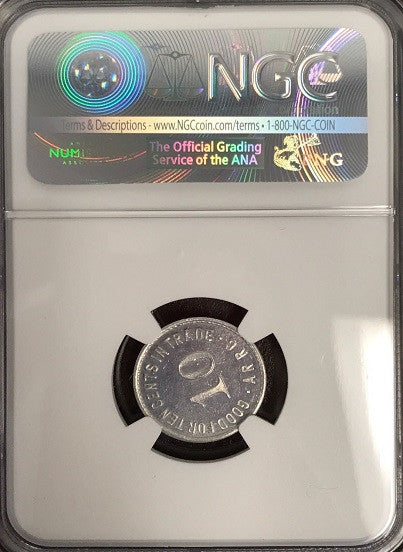 NGC
Terms & Descriptions - www.NGCcoin.com/terms • 1-800-NGC-COIN
The Official Grading
Service of the ANA
GOOD FOR TEN CENTS IN TRADE
10